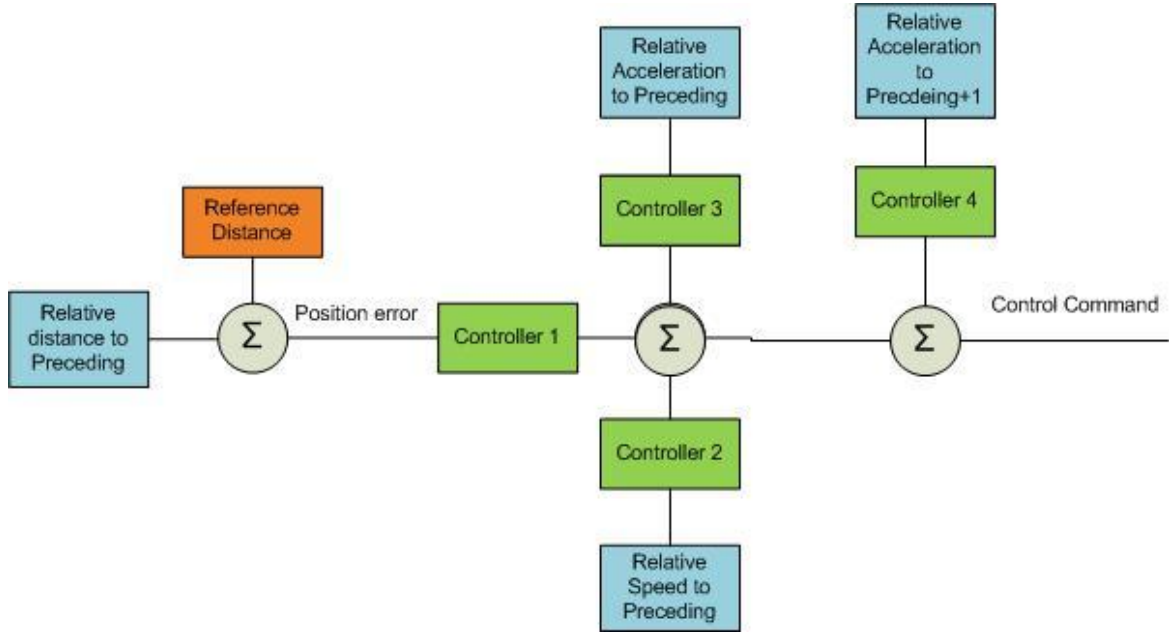 Relative
Acceleration
to Preceding
Relative
Acceleration
to
Precdeing+1
Controller 3
Controller 4
Reference
Distance
Relative
distance to
Preceding
Σ
Position error
Controller 1
Σ
Σ
Control Command
Controller 2
Relative
Speed to
Preceding